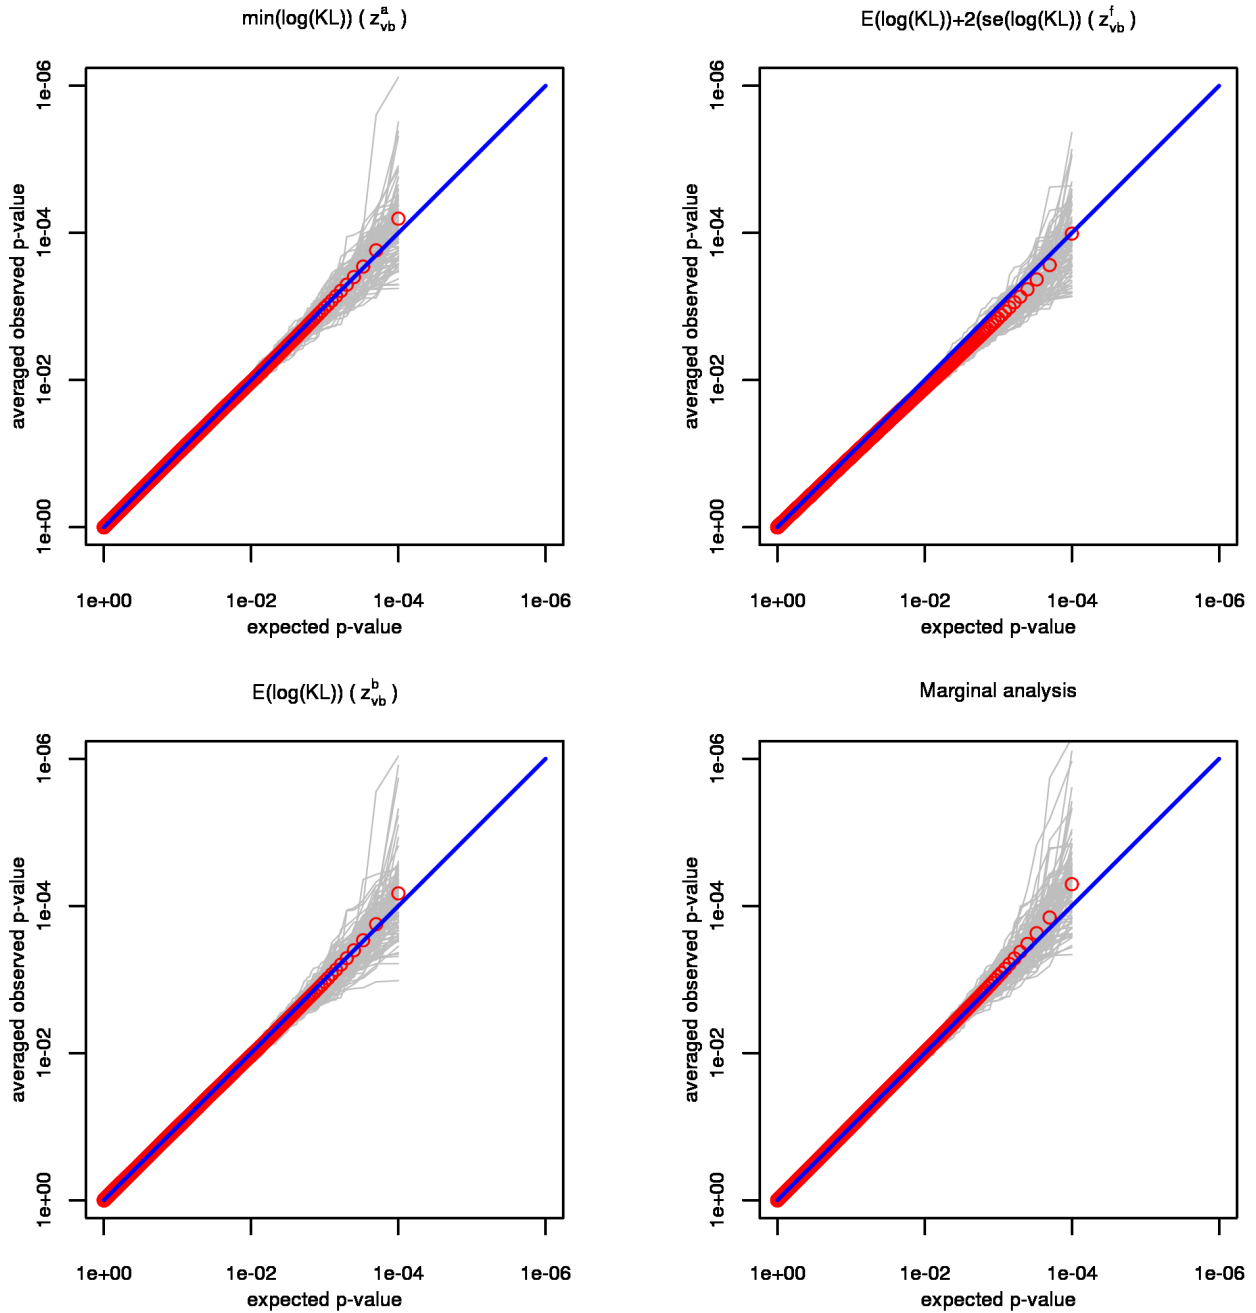 min(log(KL)) ( z_vb^a )
averaged observed p-value
1e-06
1e-04
1e-02
1e+00
1e+00 1e-02 1e-04 1e-06
expected p-value
E(log(KL))+2(se(log(KL)) ( z_vb^f )
averaged observed p-value
1e-06
1e-04
1e-02
1e+00
1e+00 1e-02 1e-04 1e-06
expected p-value
E(log(KL)) ( z_vb^b )
averaged observed p-value
1e-06
1e-04
1e-02
1e+00
1e+00 1e-02 1e-04 1e-06
expected p-value
Marginal analysis
averaged observed p-value
1e-06
1e-04
1e-02
1e+00
1e+00 1e-02 1e-04 1e-06
expected p-value